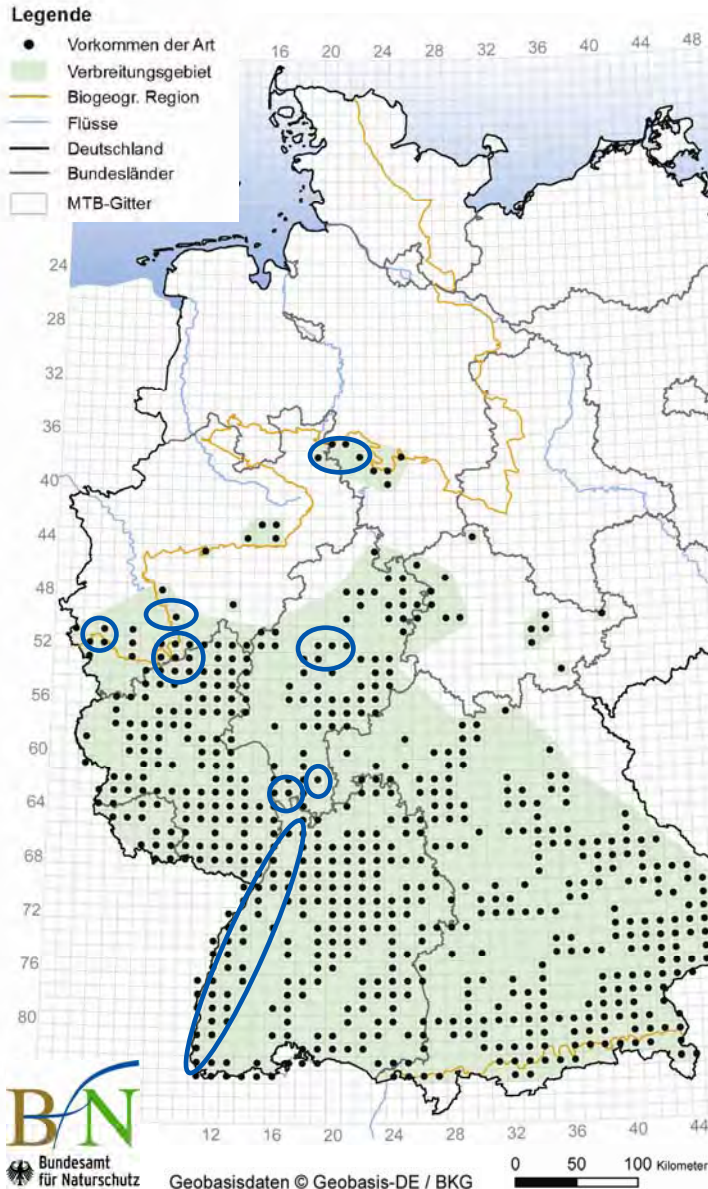 Legende
Vorkommen der Art
Verbreitungsgebiet
Biogeogr. Region
Flüsse
Deutschland
Bundesländer
MTB-Gitter
16 20 24 28 32 36 40 44 48
24
28
32
36
40
44
48
52
56
60
64
68
72
76
80
12 16 20 24 28 32 36 40 44
BfN
Bundesamt
für Naturschutz
Geobasisdaten © Geobasis-DE / BKG
0 50 100 Kilometer